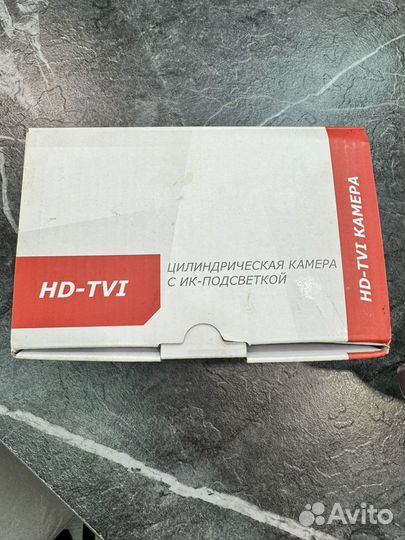 HD-TVI
ЦИЛИНДРИЧЕСКАЯ КАМЕРА
С ИК-ПОДСВЕТКОЙ
HD-TVI КАМЕРА
Avito